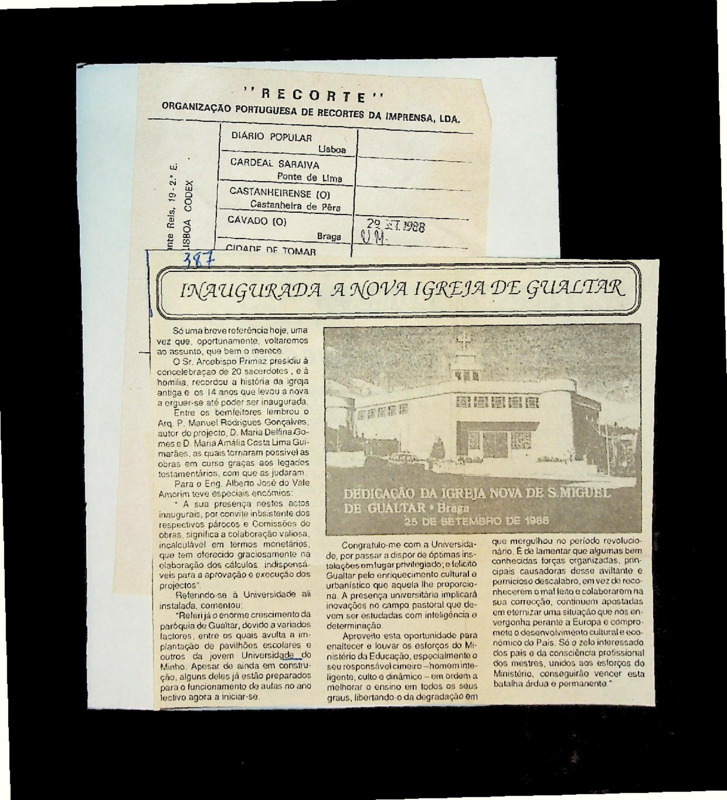 "RECORTE"
ORGANIZAÇÃO PORTUGUESA DE RECORTES DA IMPRENSA, LDA.
nte Reis, 19-2.º E.
LISBOA CODEX
DIÁRIO POPULAR
Lisboa
CARDEAL SARAIVA
Ponte de Lima
CASTANHEIRENSE (O)
Castanheira de Pêra
CÁVADO (O)
Braga
1988
CIDADE DE TOMAR
387
INAUGURADA A NOVA IGREJA DE GUALTAR
Só uma breve referência hoje, uma
vez que, oportunamente, voltaremos
ao assunto, que bem o merece.
O Sr. Arcebispo Primaz presidiu à
concelebração de 20 sacerdotes, e à
homilia, recordou a história da igreja
antiga e os 14 anos que levou a nova
a erguer-se até poder ser inaugurada.
Entre os bemfeitores lembrou o
Arq. P. Manuel Rodrigues Gonçalves,
autor do projecto, D. Maria Delfina Go-
mes e D. Maria Amália Costa Lima Gui-
marães, as quais tornaram possível as
obras em curso graças aos legados
testamentários, com que as judaram.
Para o Eng. Alberto José do Vale
Amorim teve especiais encómios:
" A sua presença nestes actos
inaugurais, por convite insistente dos
respectivos párocos e Comissões de
obras, significa a colaboração valiosa,
incalculável em termos monetários,
que tem oferecido graciosamente na
elaboração dos cálculos indispensá-
veis para a aprovação e execução dos
projectos"
Referindo-se à Universidade ali
instalada, comentou:
"Referi já o enorme crescimento da
paróquia de Gualtar, devido a variados
factores, entre os quais avulta a im-
plantação de pavilhões escolares e
outros da jovem Universidade do
Minho. Apesar de ainda em constru-
ção, alguns deles já estão preparados
para o funcionamento de aulas no ano
lectivo agora a iniciar-se.
DEDICAÇÃO DA IGREJA NOVA DE S. MIGUEL
DE GUALTAR • Braga
25 DE SETEMBRO DE 1988
Congratulo-me com a Universida-
de, por passar a dispor de óptimas ins-
talações em lugar privilegiado; e felicito
Gualtar pelo enriquecimento cultural e
urbanístico que aquela lhe proporcio-
na. A presença universitária implicará
inovações no campo pastoral que de-
vem ser estudadas com inteligência e
determinação.
Aproveito esta oportunidade para
enaltecer e louvar os esforços do Mi-
nistério da Educação, especialmente o
seu responsável cimeiro – homem inte-
ligente, culto e dinâmico – em ordem a
melhorar o ensino em todos os seus
graus, libertando-o da degradação em
que mergulhou no período revolucio-
nário. É de lamentar que algumas bem
conhecidas forças organizadas, prin-
cipais causadoras desse aviltante e
pernicioso descalabro, em vez de reco-
nhecerem o mal feito e colaborarem na
sua correcção, continuem apostadas
em eternizar uma situação que nos en-
vergonha perante a Europa e comprome-
te o desenvolvimento cultural e eco-
nómico do País. Só o zelo interessado
dos pais e da consciência profissional
dos mestres, unidos aos esforços do
Ministério, conseguirão vencer esta
batalha árdua e permanente."